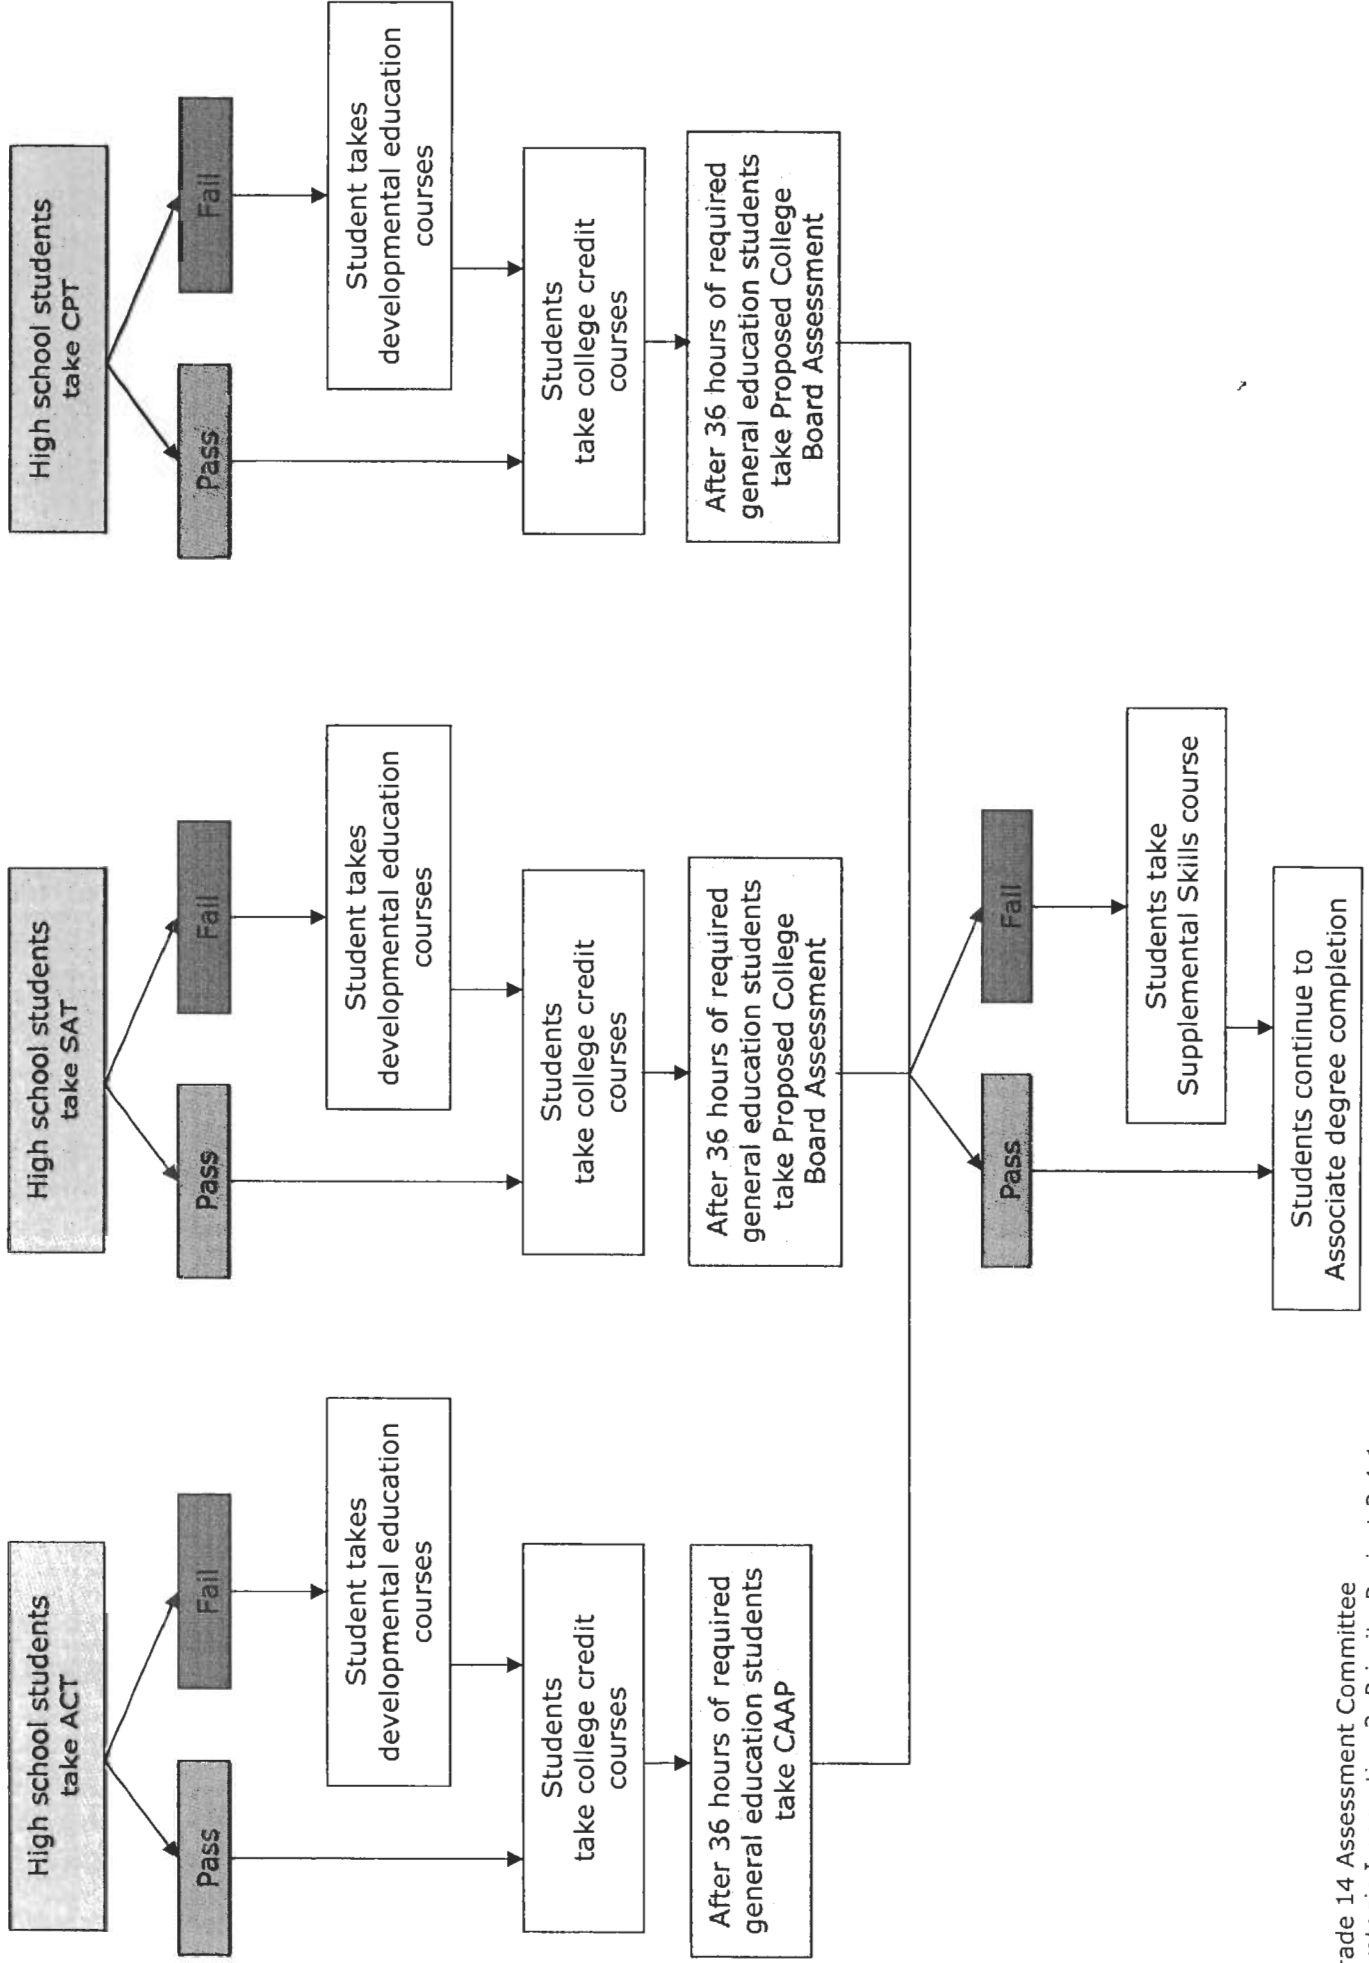 High school students
take ACT
Pass
Fail
Student takes
developmental education
courses
Students
take college credit
courses
After 36 hours of required
general education students
take CAAP
High school students
take SAT
Pass
Fail
Student takes
developmental education
courses
Students
take college credit
courses
After 36 hours of required
general education students
take Proposed College
Board Assessment
High school students
take CPT
Pass
Fail
Student takes
developmental education
courses
Students
take college credit
courses
After 36 hours of required
general education students
take Proposed College
Board Assessment
Pass
Fail
Students take
Supplemental Skills course
Students continue to
Associate degree completion
rade 14 Assessment Committee